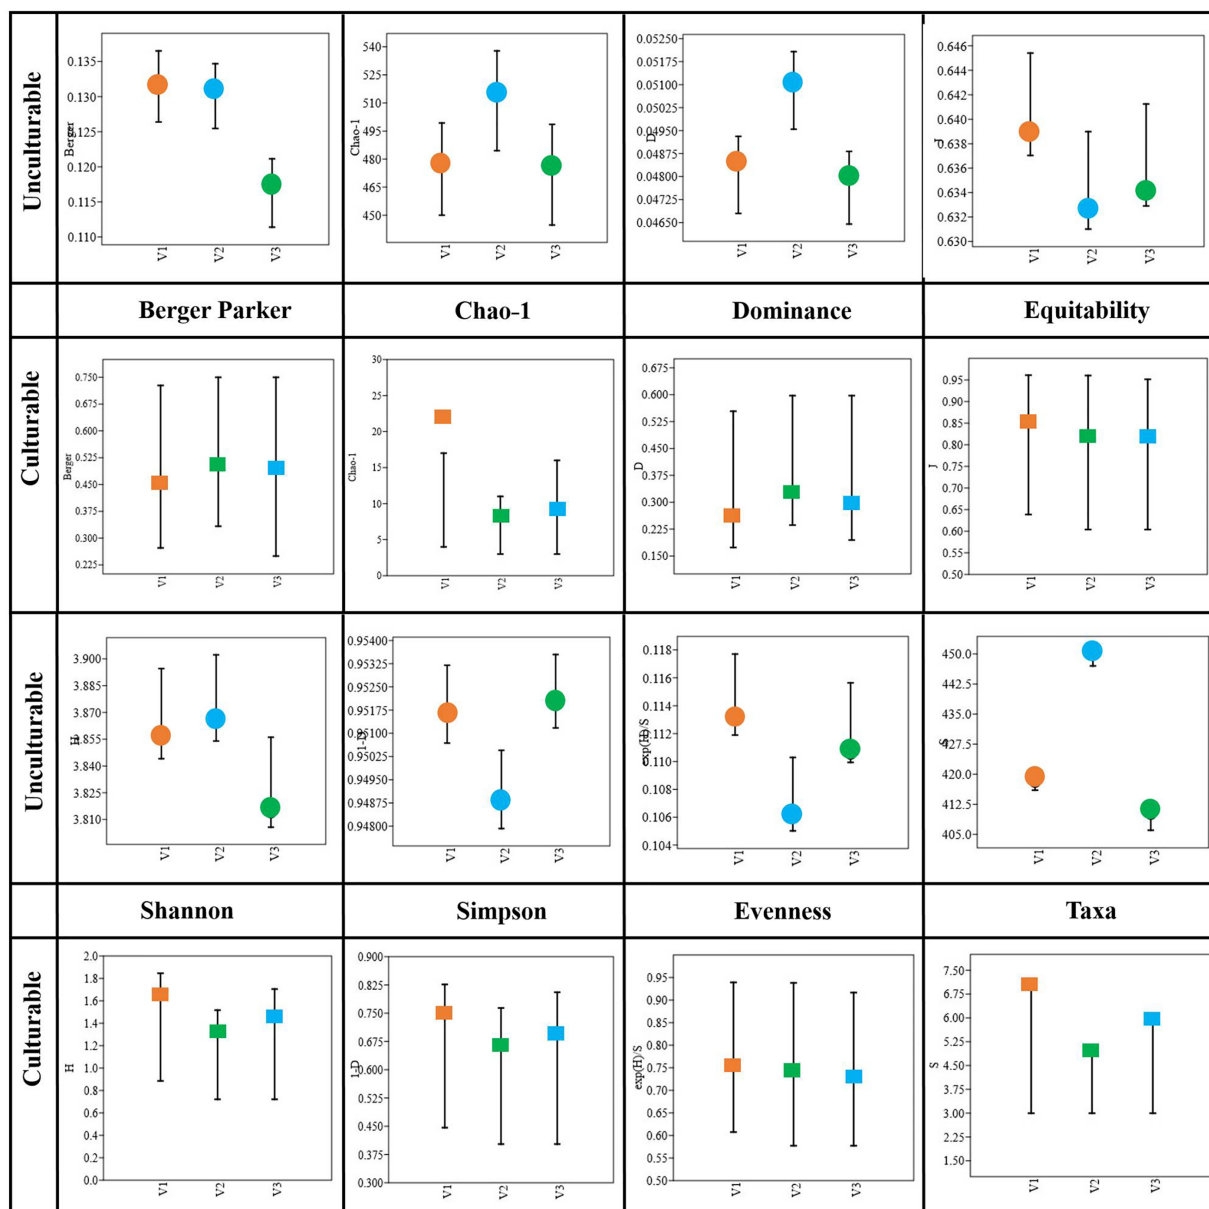 Unculturable
0.135
0.130
0.125
0.120
0.115
0.110
Berger
V1
V2
V3
540
525
510
495
480
465
450
Chao-1
V1
V2
V3
0.05250
0.05175
0.05100
0.05025
0.04950
0.04875
0.04800
0.04725
0.04650
D
V1
V2
V3
0.646
0.644
0.642
0.640
0.638
0.636
0.634
0.632
0.630
J
V1
V2
V3
Berger Parker
Chao-1
Dominance
Equitability
Culturable
0.750
0.675
0.600
0.525
0.450
0.375
0.300
0.225
Berger
V1
V2
V3
30
25
20
15
10
5
0
Chao-1
V1
V2
V3
0.675
0.600
0.525
0.450
0.375
0.300
0.225
0.150
D
V1
V2
V3
0.95
0.90
0.85
0.80
0.75
0.70
0.65
0.60
0.55
0.50
J
V1
V2
V3
Unculturable
3.900
3.885
3.870
3.855
3.840
3.825
3.810
H
V1
V2
V3
0.95400
0.95325
0.95250
0.95175
0.95100
0.95025
0.94950
0.94875
0.94800
1-D
V1
V2
V3
0.118
0.116
0.114
0.112
0.110
0.108
0.106
0.104
exp(H)/S
V1
V2
V3
450.0
442.5
435.0
427.5
420.0
412.5
405.0
S
V1
V2
V3
Shannon
Simpson
Evenness
Taxa
Culturable
2.0
1.8
1.6
1.4
1.2
1.0
0.8
0.6
0.4
0.2
0.0
H
V1
V2
V3
0.900
0.825
0.750
0.675
0.600
0.525
0.450
0.375
0.300
1-D
V1
V2
V3
0.95
0.90
0.85
0.80
0.75
0.70
0.65
0.60
0.55
0.50
exp(H)/S
V1
V2
V3
7.50
6.75
6.00
5.25
4.50
3.75
3.00
2.25
1.50
S
V1
V2
V3